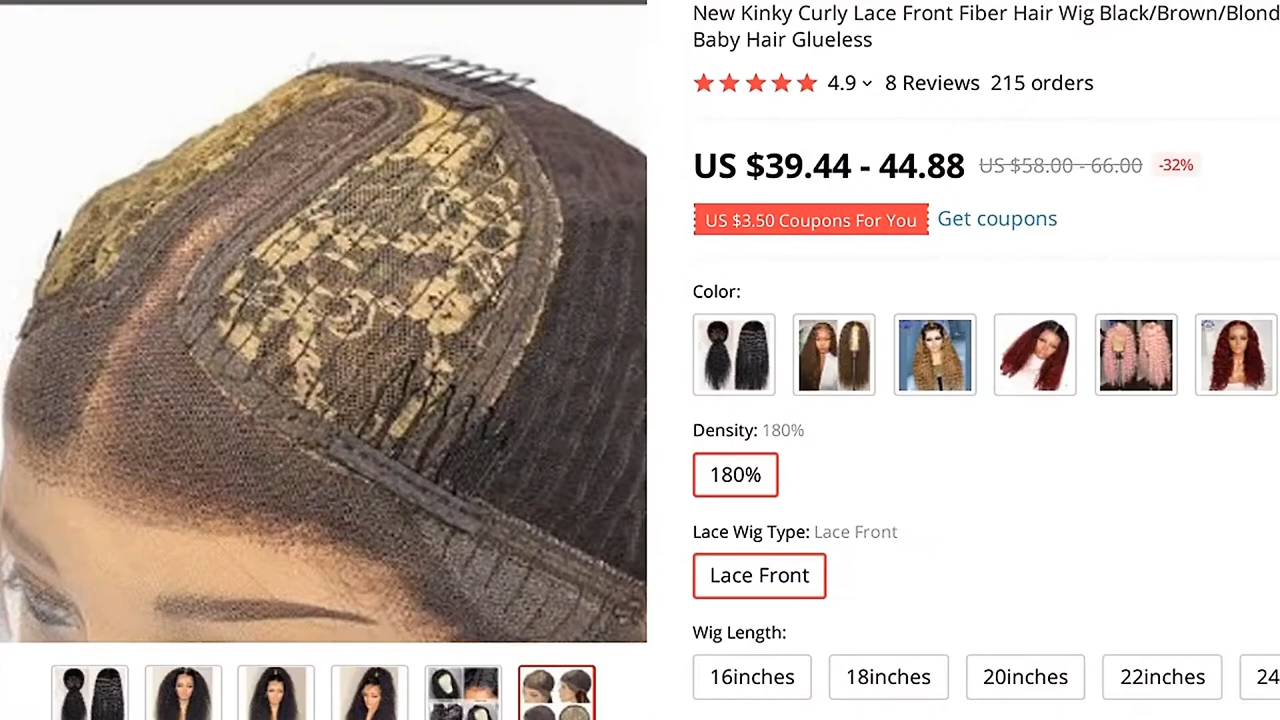 New Kinky Curly Lace Front Fiber Hair Wig Black/Brown/Blond
Baby Hair Glueless
4.9 8 Reviews 215 orders
US $39.44 - 44.88 US $58.00 - 66.00 -32%
US $3.50 Coupons For You Get coupons
Color:
Density: 180%
180%
Lace Wig Type: Lace Front
Lace Front
Wig Length:
16inches 18inches 20inches 22inches 24